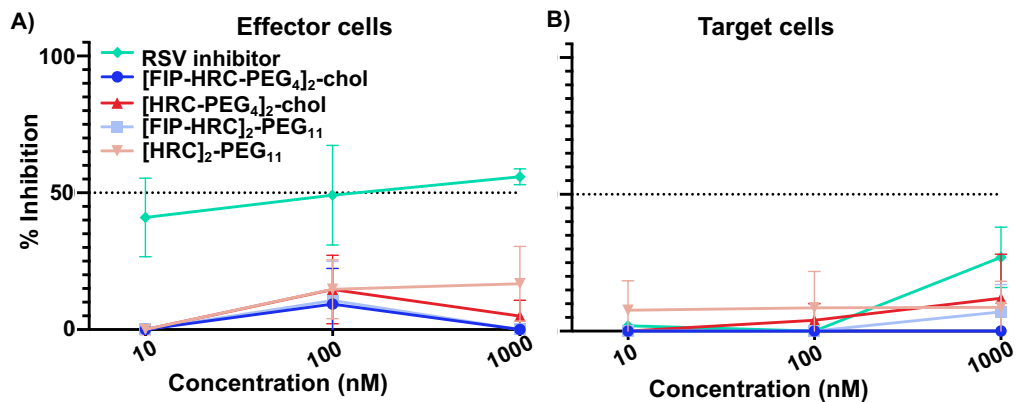 A)
Effector cells
100
50
0
% Inhibition
RSV inhibitor
[FIP-HRC-PEG₄]₂-chol
[HRC-PEG₄]₂-chol
[FIP-HRC]₂-PEG₁₁
[HRC]₂-PEG₁₁
10
100
1000
Concentration (nM)
B)
Target cells
10
100
1000
Concentration (nM)